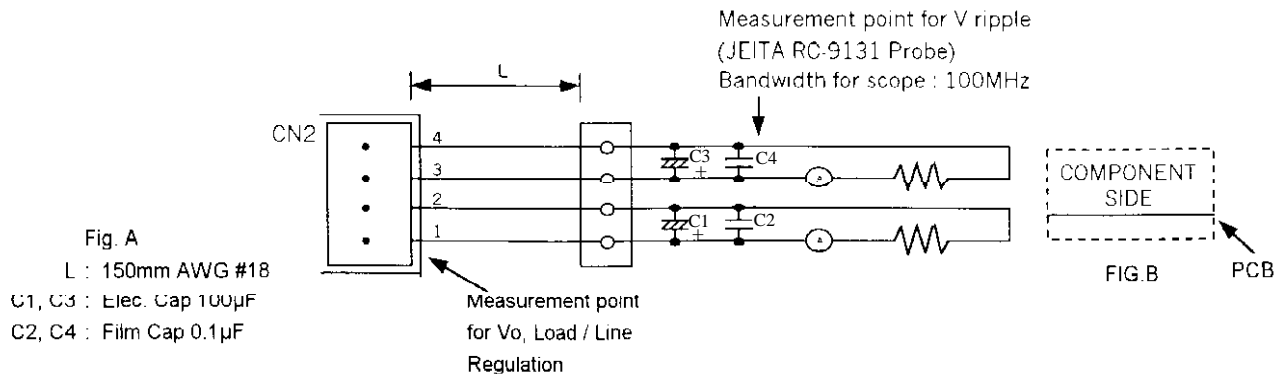 Measurement point for V ripple
(JEITA RC-9131 Probe)
Bandwidth for scope : 100MHz
L
CN2
4
3
2
1
C3
+
C4
A
C1
+
C2
A
COMPONENT
SIDE
FIG.B
PCB
Fig. A
L : 150mm AWG #18
C1, C3 : Elec. Cap 100µF
C2, C4 : Film Cap 0.1µF
Measurement point
for Vo, Load / Line
Regulation